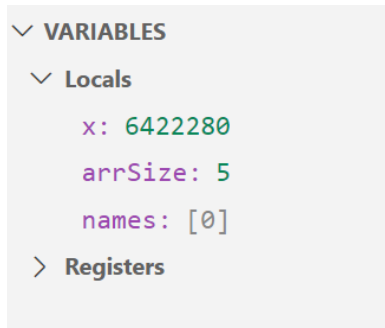 VARIABLES
Locals
x: 6422280
arrSize: 5
names: [0]
Registers